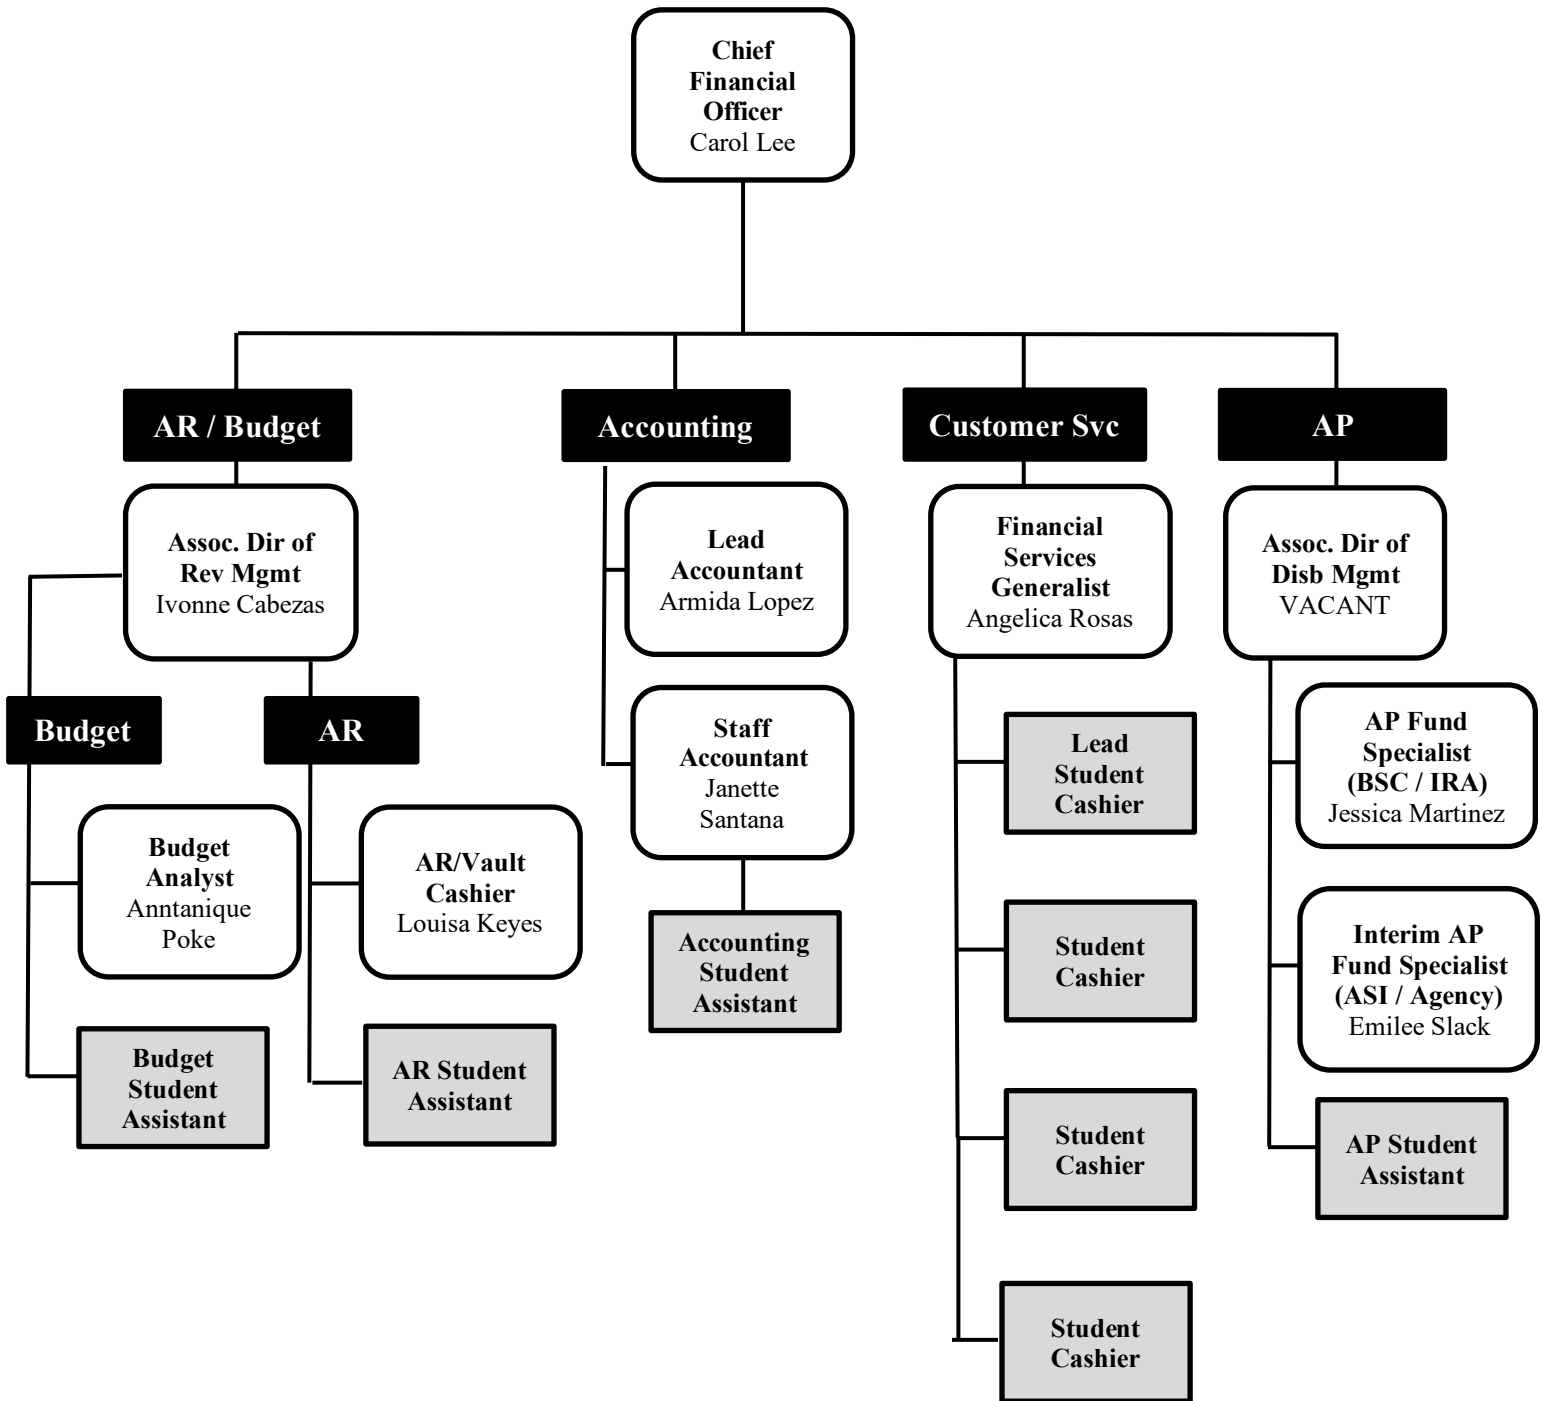 Chief
Financial
Officer
Carol Lee
AR / Budget
Accounting
Customer Svc
AP
Assoc. Dir of
Rev Mgmt
Ivonne Cabezas
Lead
Accountant
Armida Lopez
Financial
Services
Generalist
Angelica Rosas
Assoc. Dir of
Disb Mgmt
VACANT
Budget
AR
Staff
Accountant
Janette
Santana
Lead
Student
Cashier
AP Fund
Specialist
(BSC / IRA)
Jessica Martinez
Budget
Analyst
Anntanique
Poke
AR/Vault
Cashier
Louisa Keyes
Accounting
Student
Assistant
Student
Cashier
Interim AP
Fund Specialist
(ASI / Agency)
Emilee Slack
Budget
Student
Assistant
AR Student
Assistant
Student
Cashier
AP Student
Assistant
Student
Cashier